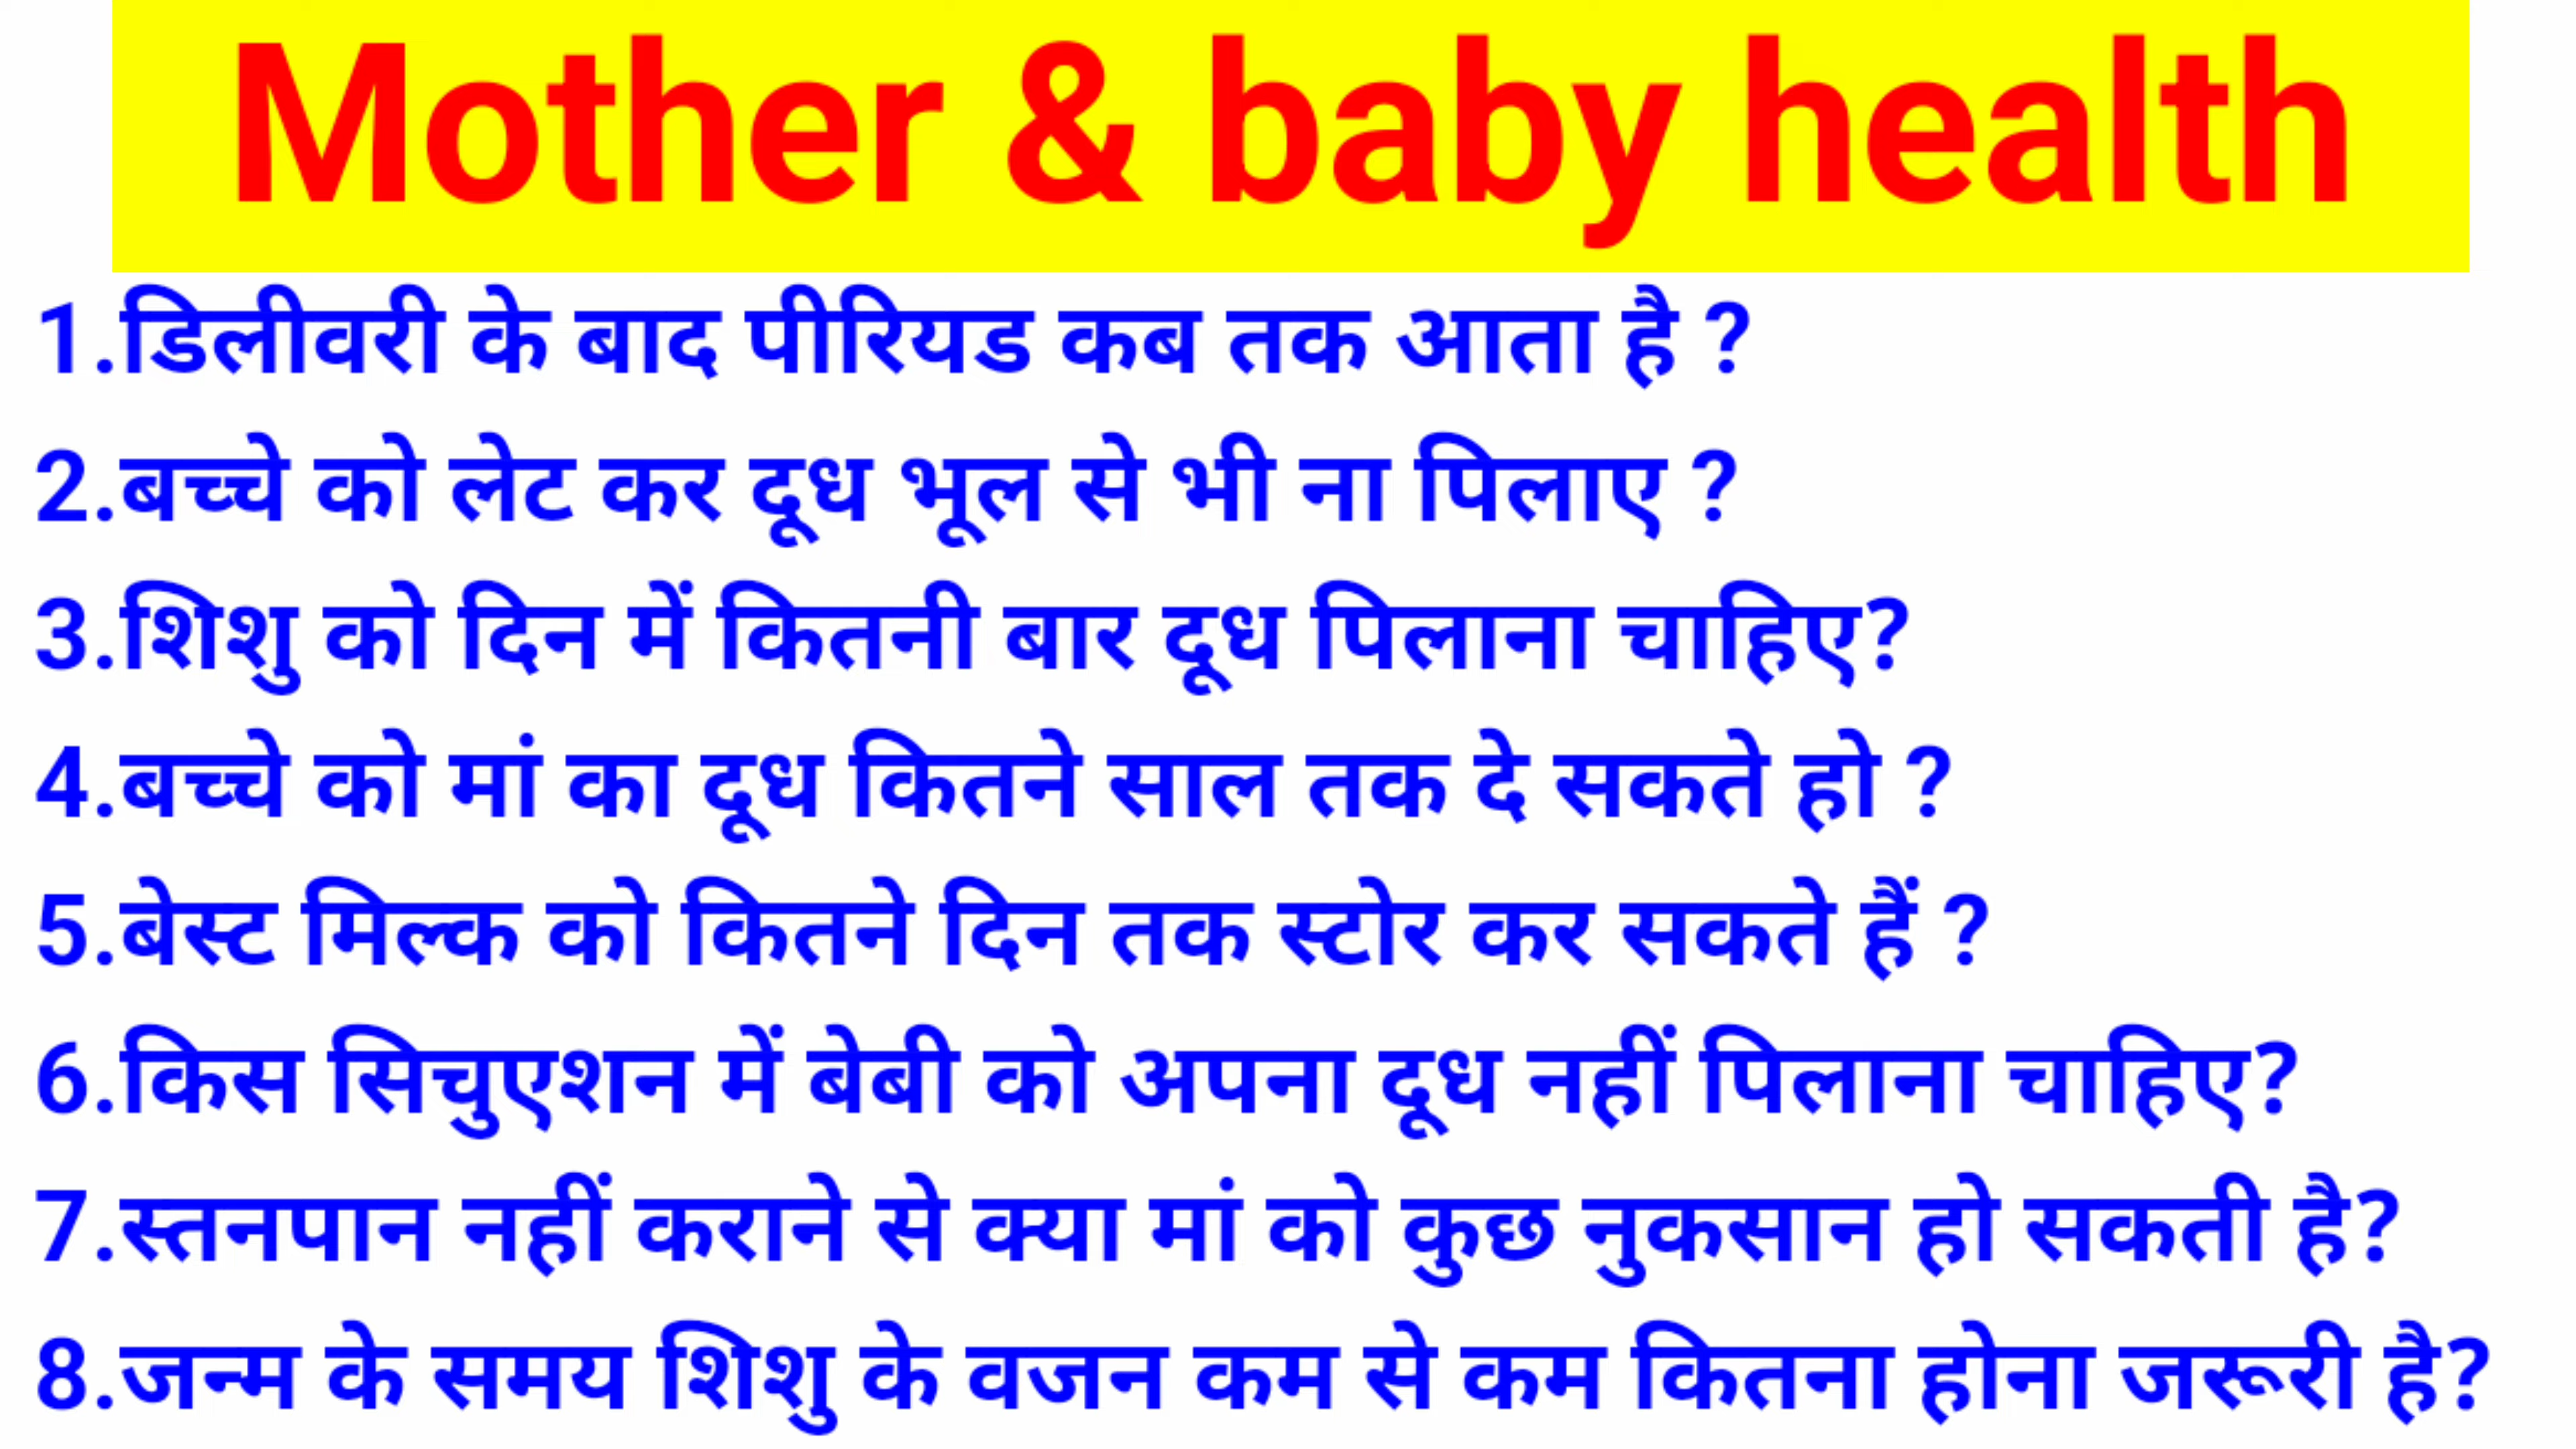 Mother & baby health
1.डिलीवरी के बाद पीरियड कब तक आता है ?
2.बच्चे को लेट कर दूध भूल से भी ना पिलाए ?
3.शिशु को दिन में कितनी बार दूध पिलाना चाहिए?
4.बच्चे को मां का दूध कितने साल तक दे सकते हो ?
5.बेस्ट मिल्क को कितने दिन तक स्टोर कर सकते हैं ?
6.किस सिचुएशन में बेबी को अपना दूध नहीं पिलाना चाहिए?
7.स्तनपान नहीं कराने से क्या मां को कुछ नुकसान हो सकती है?
8.जन्म के समय शिशु के वजन कम से कम कितना होना जरूरी है?